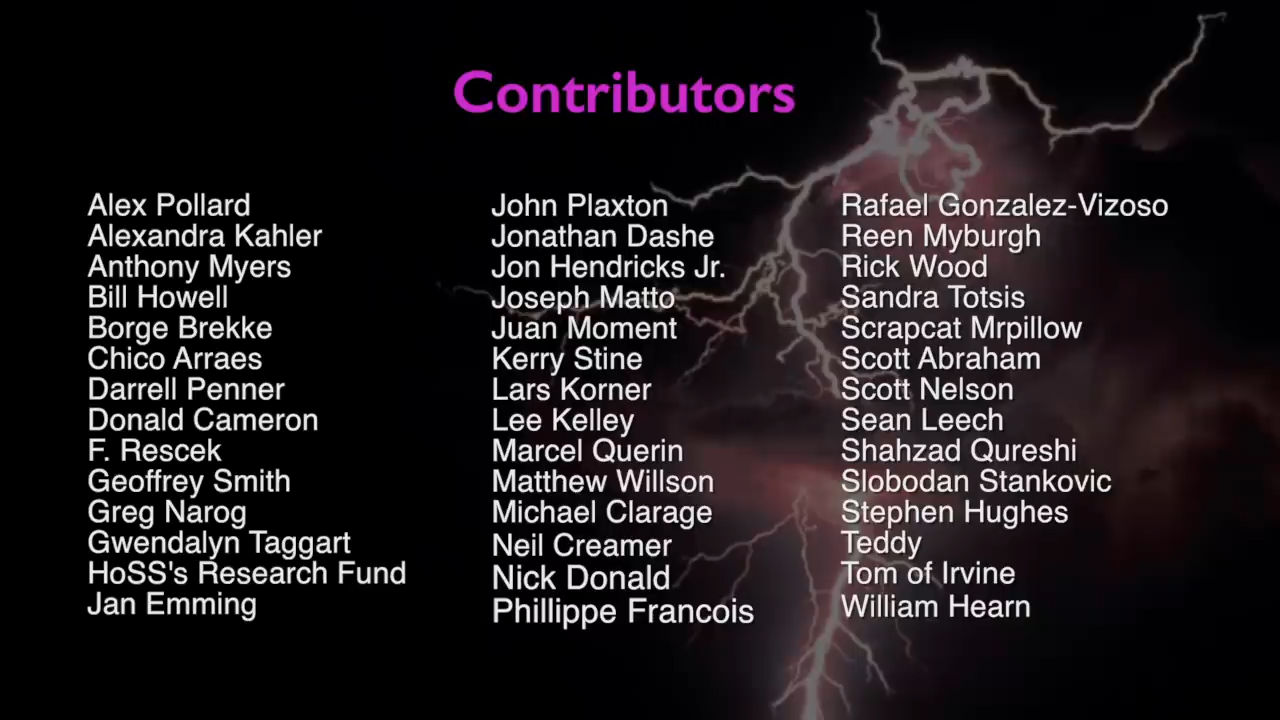 Contributors
Alex Pollard
Alexandra Kahler
Anthony Myers
Bill Howell
Borge Brekke
Chico Arraes
Darrell Penner
Donald Cameron
F. Rescek
Geoffrey Smith
Greg Narog
Gwendalyn Taggart
HoSS's Research Fund
Jan Emming
John Plaxton
Jonathan Dashe
Jon Hendricks Jr.
Joseph Matto
Juan Moment
Kerry Stine
Lars Korner
Lee Kelley
Marcel Querin
Matthew Willson
Michael Clarage
Neil Creamer
Nick Donald
Phillippe Francois
Rafael Gonzalez-Vizoso
Reen Myburgh
Rick Wood
Sandra Totsis
Scrapcat Mrpillow
Scott Abraham
Scott Nelson
Sean Leech
Shahzad Qureshi
Slobodan Stankovic
Stephen Hughes
Teddy
Tom of Irvine
William Hearn